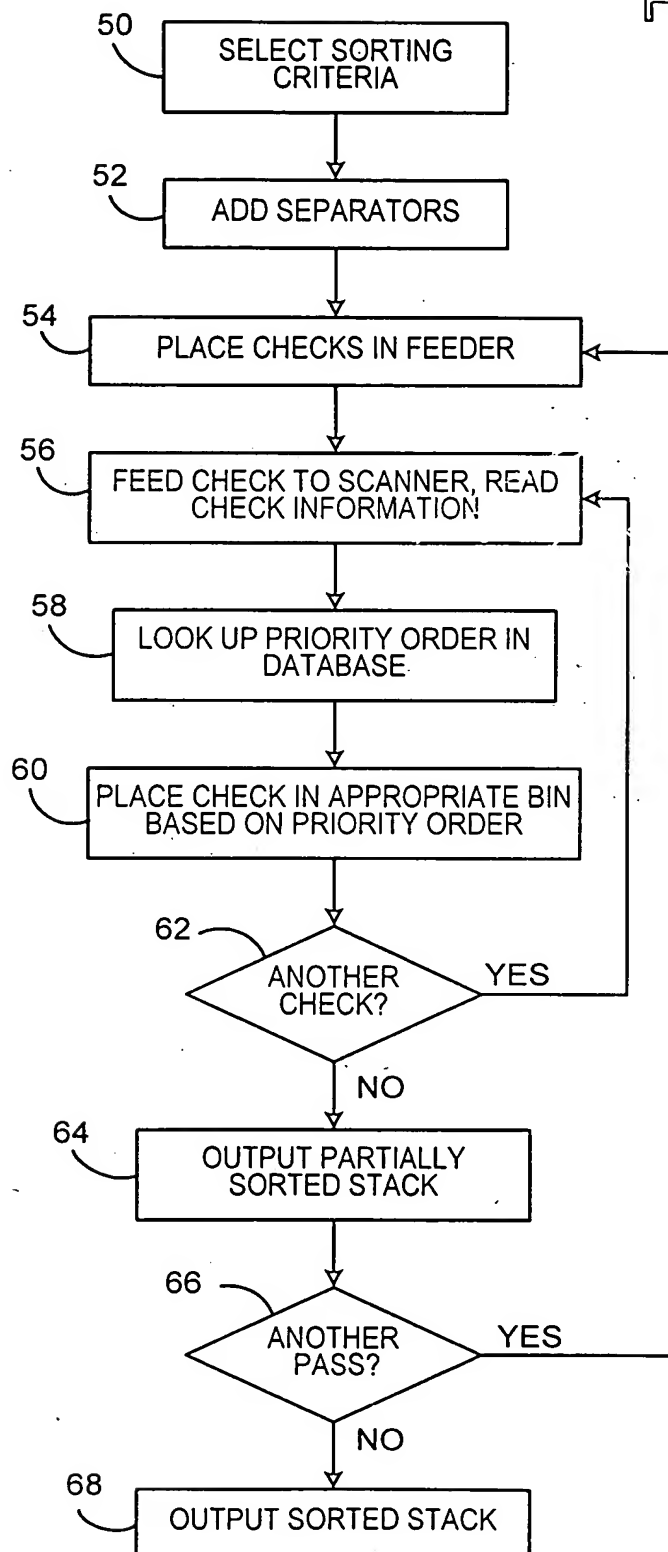 50
SELECT SORTING
CRITERIA
52
ADD SEPARATORS
54
PLACE CHECKS IN FEEDER
56
FEED CHECK TO SCANNER, READ
CHECK INFORMATION
58
LOOK UP PRIORITY ORDER IN
DATABASE
60
PLACE CHECK IN APPROPRIATE BIN
BASED ON PRIORITY ORDER
62
ANOTHER
CHECK?
YES
NO
64
OUTPUT PARTIALLY
SORTED STACK
66
ANOTHER
PASS?
YES
NO
68
OUTPUT SORTED STACK